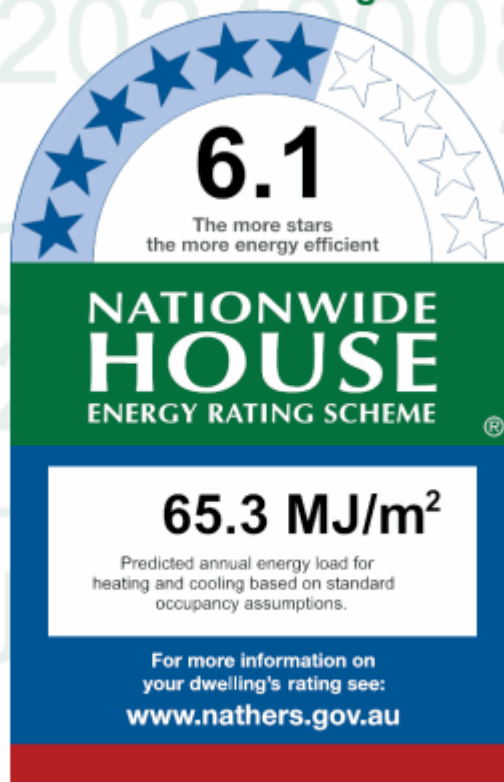 6.1
The more stars
the more energy efficient
NATIONWIDE
HOUSE
ENERGY RATING SCHEME ®
65.3 MJ/m²
Predicted annual energy load for
heating and cooling based on standard
occupancy assumptions.
For more information on
your dwelling's rating see:
www.nathers.gov.au